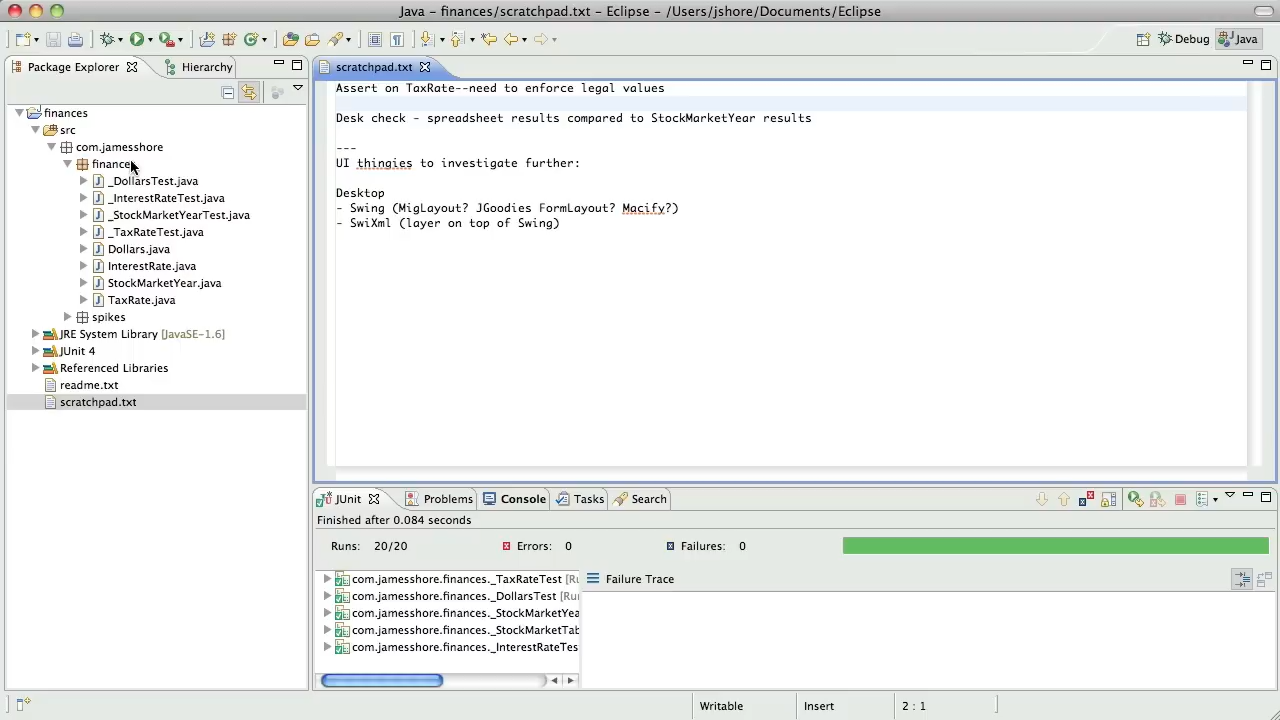 Java – finances/scratchpad.txt – Eclipse – /Users/jshore/Documents/Eclipse
Debug
Java
Package Explorer
Hierarchy
finances
src
com.jamesshore
_DollarsTest.java
_InterestRateTest.java
_StockMarketYearTest.java
_TaxRateTest.java
Dollars.java
InterestRate.java
StockMarketYear.java
TaxRate.java
spikes
JRE System Library [JavaSE-1.6]
JUnit 4
Referenced Libraries
readme.txt
scratchpad.txt
scratchpad.txt
Assert on TaxRate--need to enforce legal values
Desk check - spreadsheet results compared to StockMarketYear results
---
UI thingies to investigate further:
Desktop
- Swing (MigLayout? JGoodies FormLayout? Macify?)
- SwiXml (layer on top of Swing)
JUnit
Problems
Console
Tasks
Search
Finished after 0.084 seconds
Runs: 20/20
Errors: 0
Failures: 0
com.jamesshore.finances._TaxRateTest
com.jamesshore.finances._DollarsTest
com.jamesshore.finances._StockMarketYea
com.jamesshore.finances._StockMarketTab
com.jamesshore.finances._InterestRateTes
Failure Trace
Writable
Insert
2 : 1